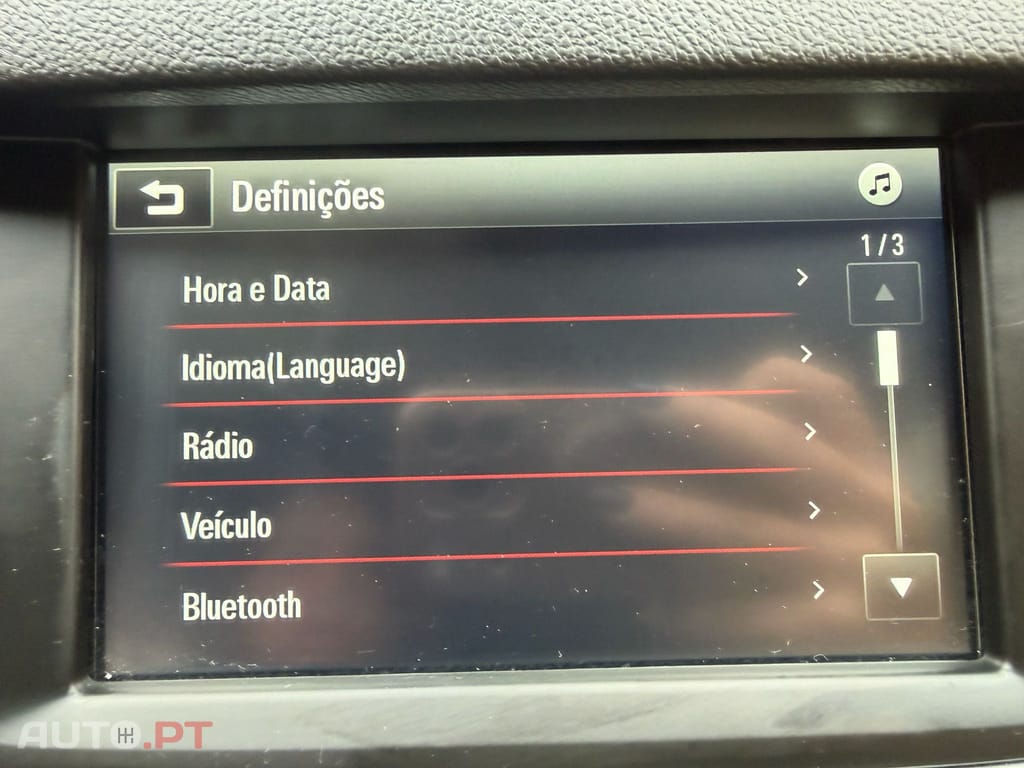 Definições
1/3
Hora e Data
Idioma(Language)
Rádio
Veículo
Bluetooth
AUTO.PT